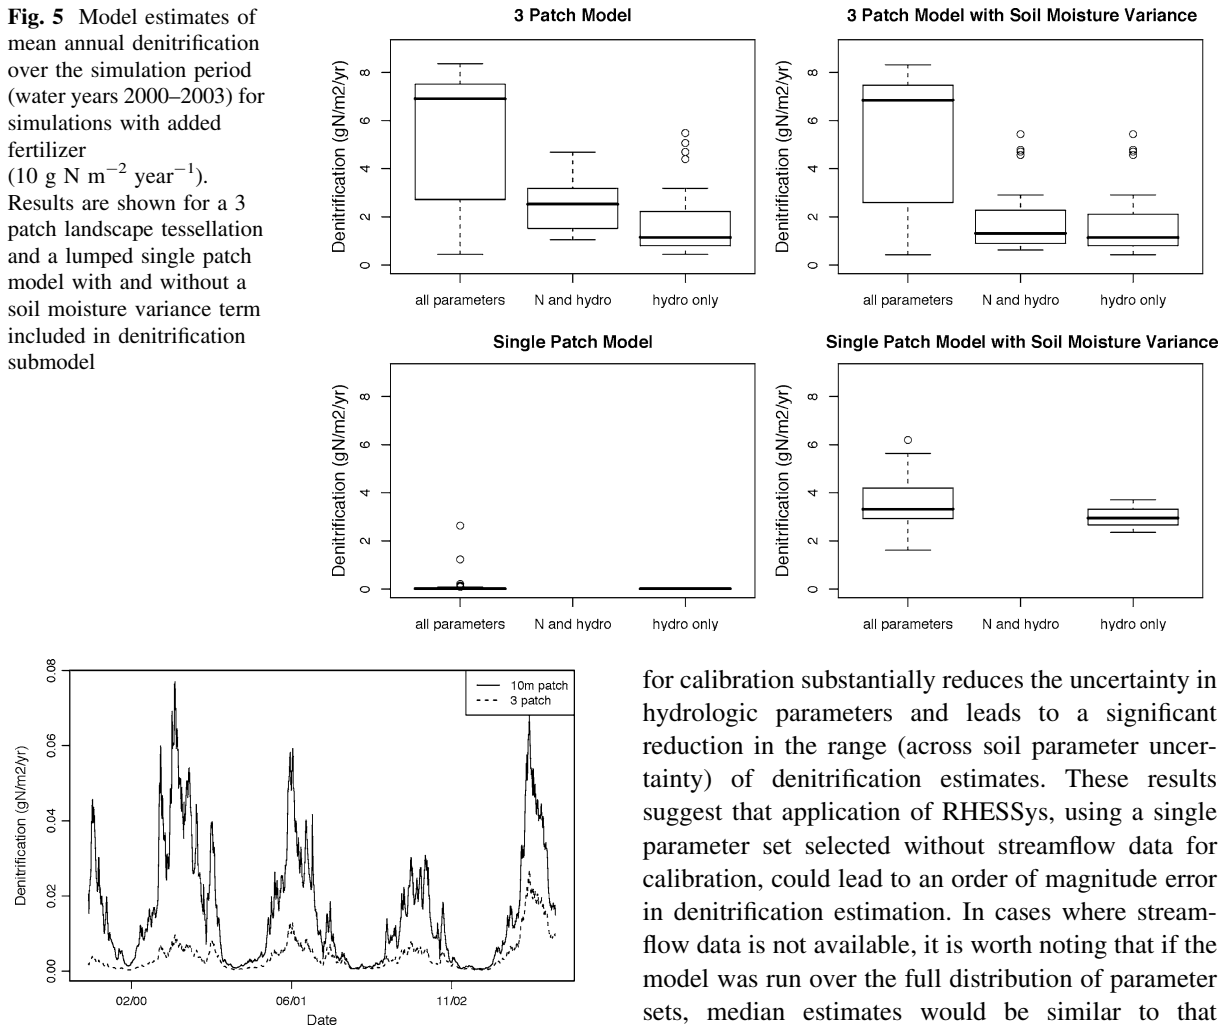 Fig. 5 Model estimates of
mean annual denitrification
over the simulation period
(water years 2000–2003) for
simulations with added
fertilizer
(10 g N m−2 year−1).
Results are shown for a 3
patch landscape tessellation
and a lumped single patch
model with and without a
soil moisture variance term
included in denitrification
submodel
3 Patch Model
Denitrification (gN/m2/yr)
0 2 4 6 8
all parameters N and hydro hydro only
3 Patch Model with Soil Moisture Variance
Denitrification (gN/m2/yr)
0 2 4 6 8
all parameters N and hydro hydro only
Single Patch Model
Denitrification (gN/m2/yr)
0 2 4 6 8
all parameters N and hydro hydro only
Single Patch Model with Soil Moisture Variance
Denitrification (gN/m2/yr)
0 2 4 6 8
all parameters N and hydro hydro only
Denitrification (gN/m2/yr)
0.00 0.02 0.04 0.06 0.08
10m patch
3 patch
02/00 06/01 11/02
Date
for calibration substantially reduces the uncertainty in
hydrologic parameters and leads to a significant
reduction in the range (across soil parameter uncer-
tainty) of denitrification estimates. These results
suggest that application of RHESSys, using a single
parameter set selected without streamflow data for
calibration, could lead to an order of magnitude error
in denitrification estimation. In cases where stream-
flow data is not available, it is worth noting that if the
model was run over the full distribution of parameter
sets, median estimates would be similar to that